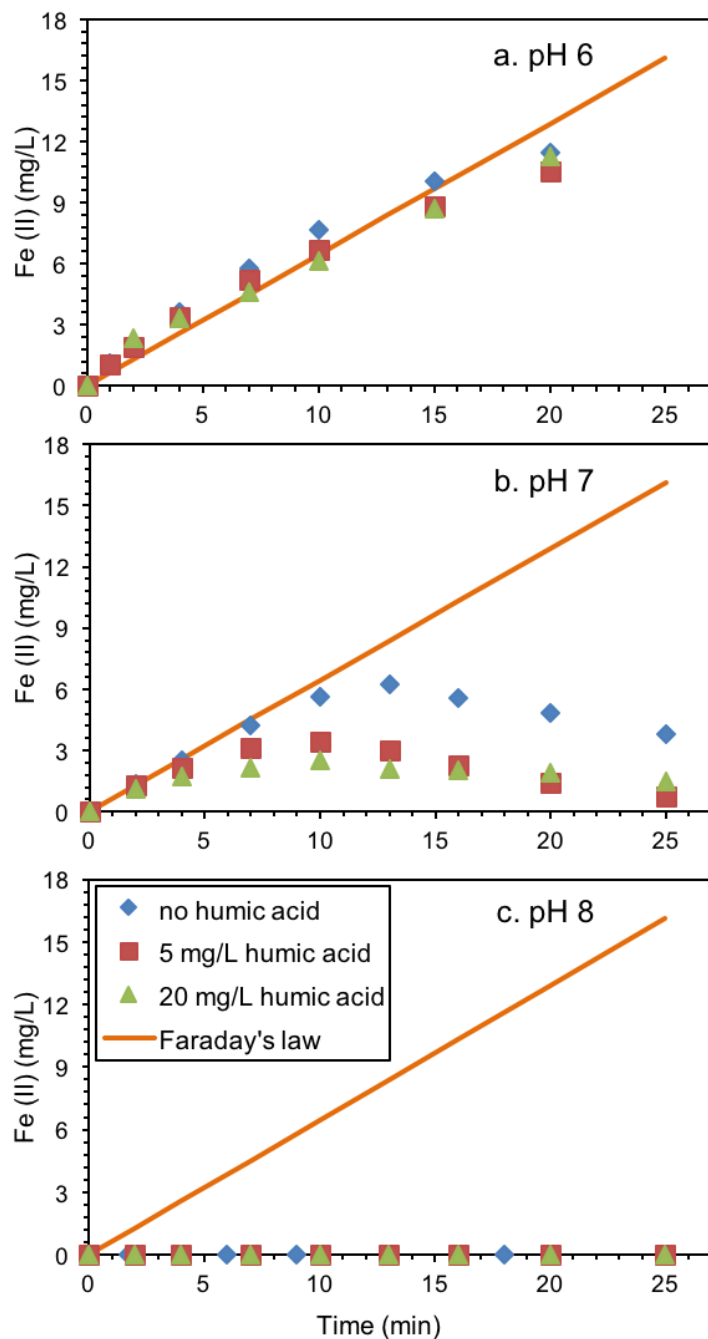 18
15
12
9
6
3
0
Fe (II) (mg/L)
a. pH 6
0 5 10 15 20 25
18
15
12
9
6
3
0
Fe (II) (mg/L)
b. pH 7
0 5 10 15 20 25
18
15
12
9
6
3
0
Fe (II) (mg/L)
c. pH 8
no humic acid
5 mg/L humic acid
20 mg/L humic acid
Faraday's law
0 5 10 15 20 25
Time (min)